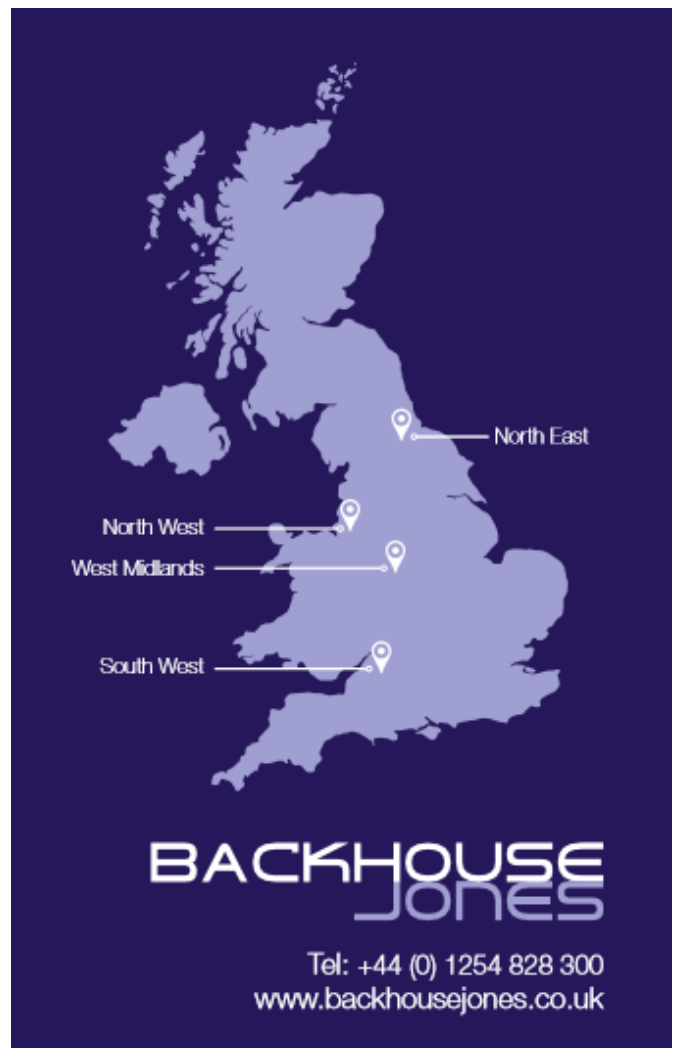 North East
North West
West Midlands
South West
BACKHOUSE
JONES
Tel: +44 (0) 1254 828 300
www.backhousejones.co.uk